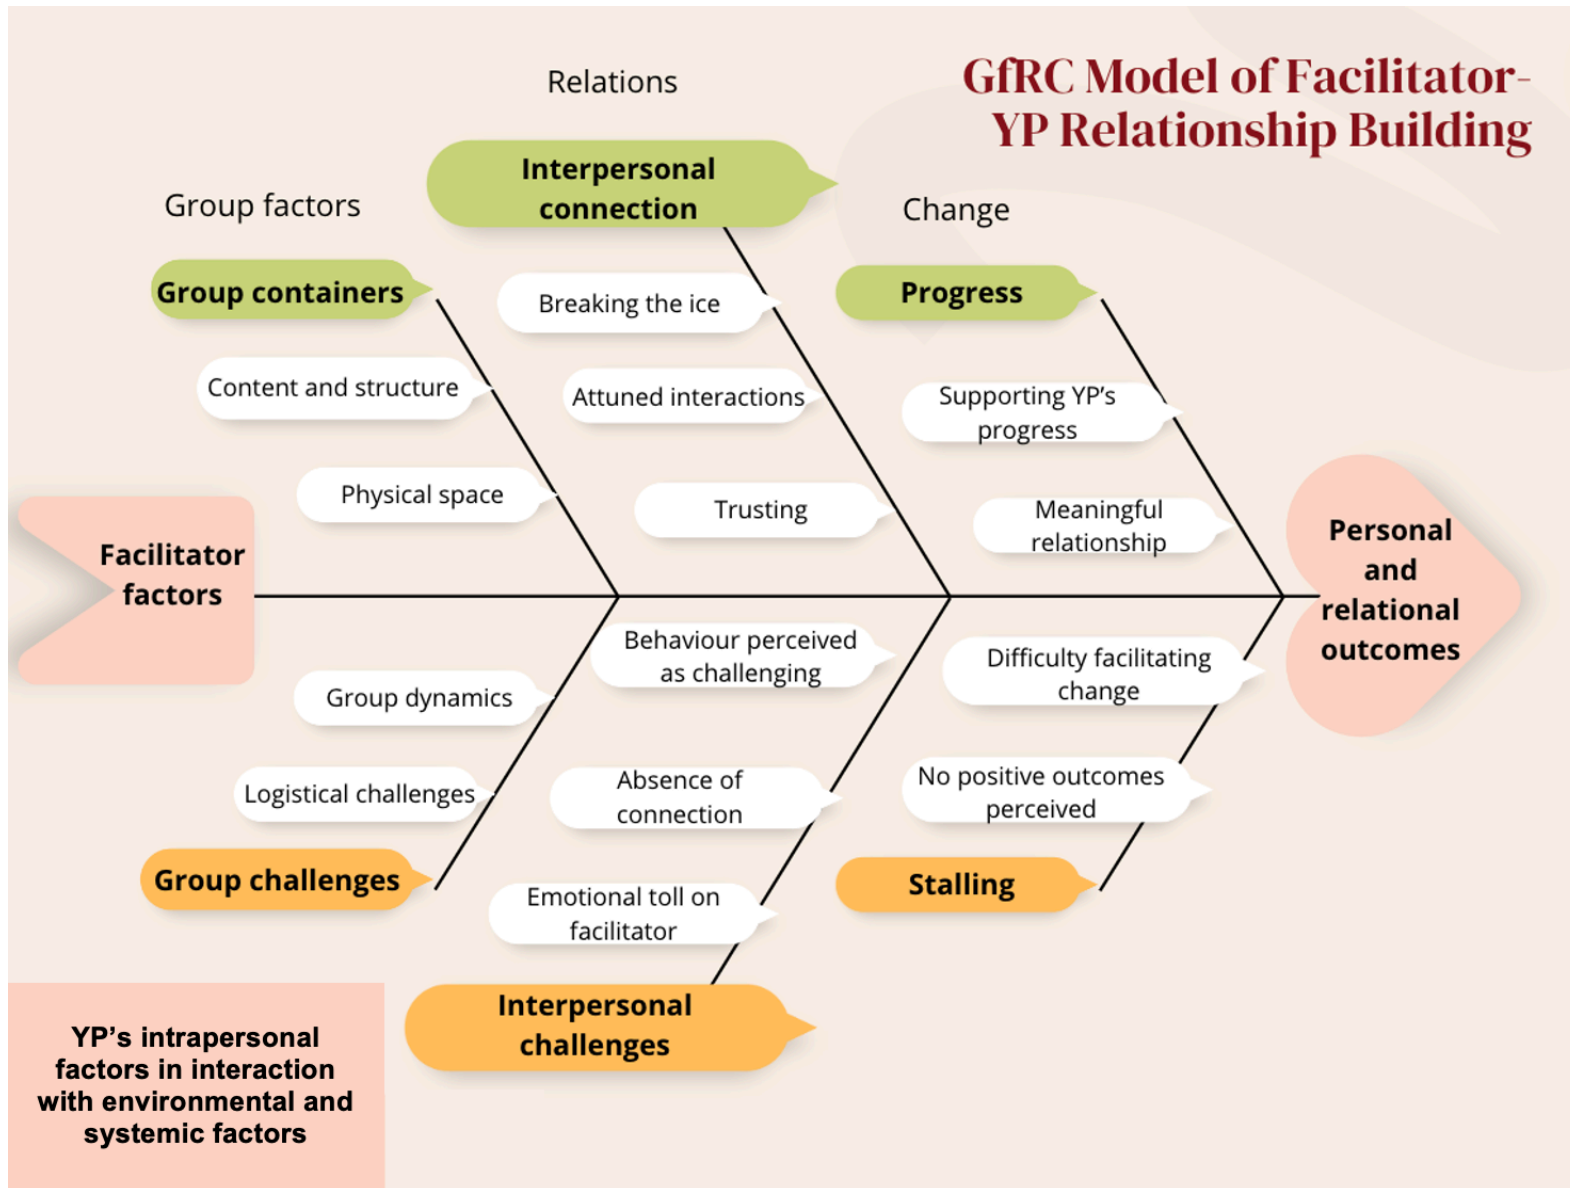 GfRC Model of Facilitator-
YP Relationship Building
Relations
Interpersonal
connection
Group factors
Change
Group containers
Breaking the ice
Progress
Content and structure
Attuned interactions
Supporting YP's
progress
Physical space
Trusting
Meaningful
relationship
Facilitator
factors
Personal
and
relational
outcomes
Behaviour perceived
as challenging
Difficulty facilitating
change
Group dynamics
Absence of
connection
No positive outcomes
perceived
Logistical challenges
Group challenges
Emotional toll on
facilitator
Stalling
Interpersonal
challenges
YP's intrapersonal
factors in interaction
with environmental and
systemic factors